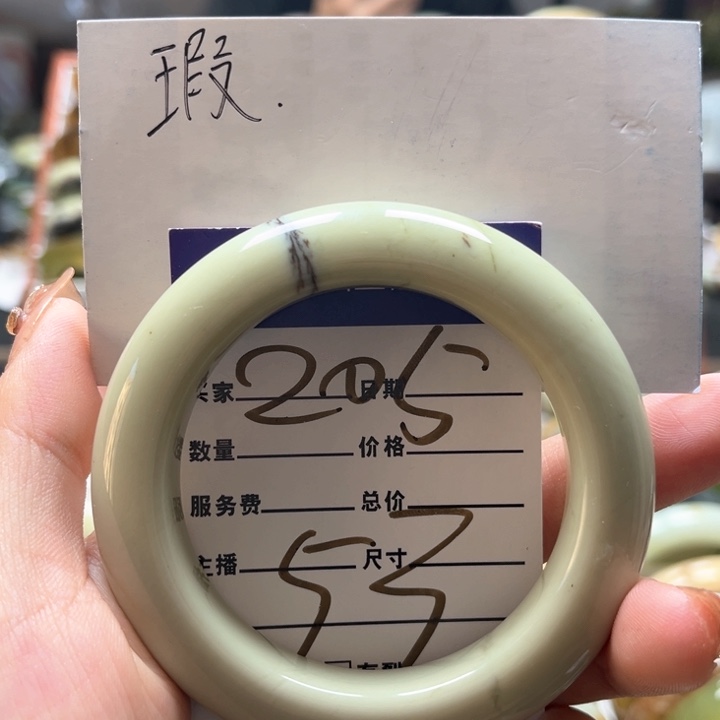 瑕.
205
买家 日期
数量 价格
服务费 总价
主播 尺寸
53